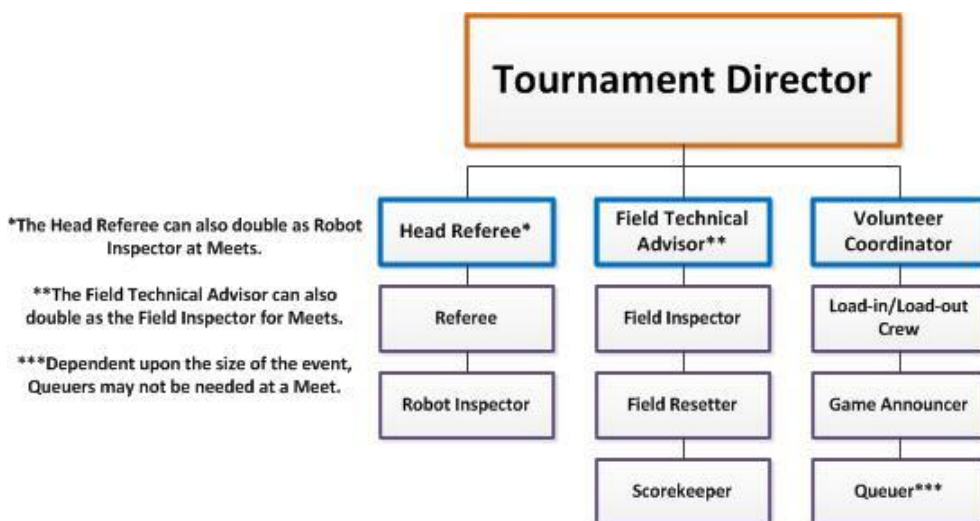 Tournament Director
*The Head Referee can also double as Robot
Inspector at Meets.
**The Field Technical Advisor can also
double as the Field Inspector for Meets.
***Dependent upon the size of the event,
Queuers may not be needed at a Meet.
Head Referee*
Field Technical
Advisor**
Volunteer
Coordinator
Referee
Field Inspector
Load-in/Load-out
Crew
Robot Inspector
Field Resetter
Game Announcer
Scorekeeper
Queuer***